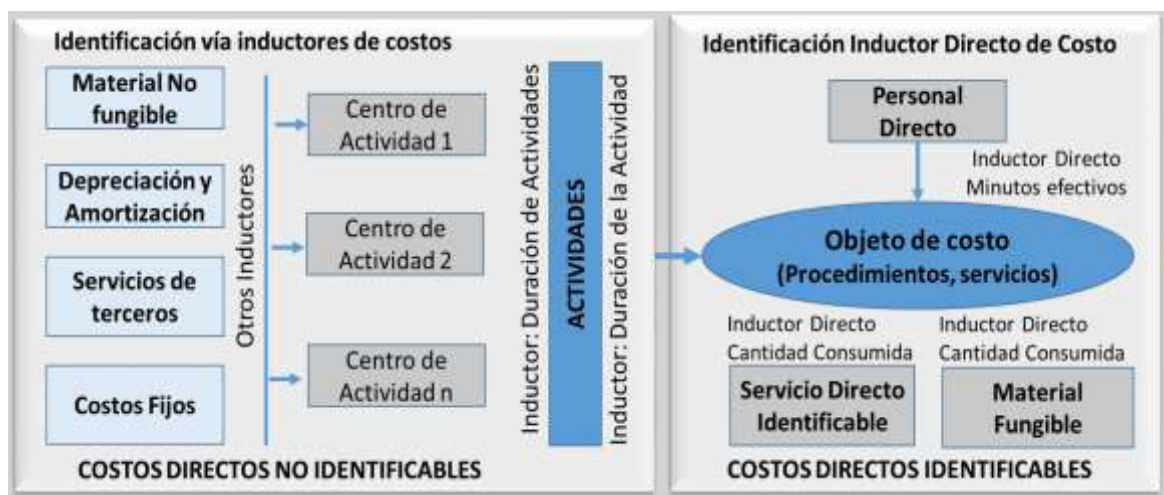 Identificación vía inductores de costos
Material No
fungible
Depreciación y
Amortización
Servicios de
terceros
Costos Fijos
Otros Inductores
Centro de
Actividad 1
Centro de
Actividad 2
Centro de
Actividad n
Inductor: Duración de Actividades
ACTIVIDADES
Inductor: Duración de la Actividad
COSTOS DIRECTOS NO IDENTIFICABLES
Identificación Inductor Directo de Costo
Personal
Directo
Inductor Directo
Minutos efectivos
Objeto de costo
(Procedimientos, servicios)
Inductor Directo
Cantidad Consumida
Servicio Directo
Identificable
Inductor Directo
Cantidad Consumida
Material
Fungible
COSTOS DIRECTOS IDENTIFICABLES